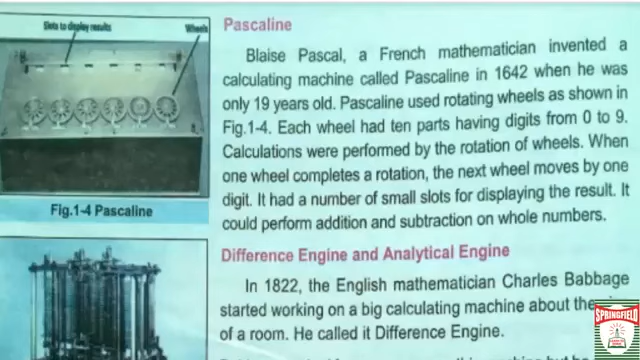 Slots to display results
Wheels
Fig.1-4 Pascaline
Pascaline
Blaise Pascal, a French mathematician invented a
calculating machine called Pascaline in 1642 when he was
only 19 years old. Pascaline used rotating wheels as shown in
Fig.1-4. Each wheel had ten parts having digits from 0 to 9.
Calculations were performed by the rotation of wheels. When
one wheel completes a rotation, the next wheel moves by one
digit. It had a number of small slots for displaying the result. It
could perform addition and subtraction on whole numbers.
Difference Engine and Analytical Engine
In 1822, the English mathematician Charles Babbage
started working on a big calculating machine about the
of a room. He called it Difference Engine.
SPRINGFIELD